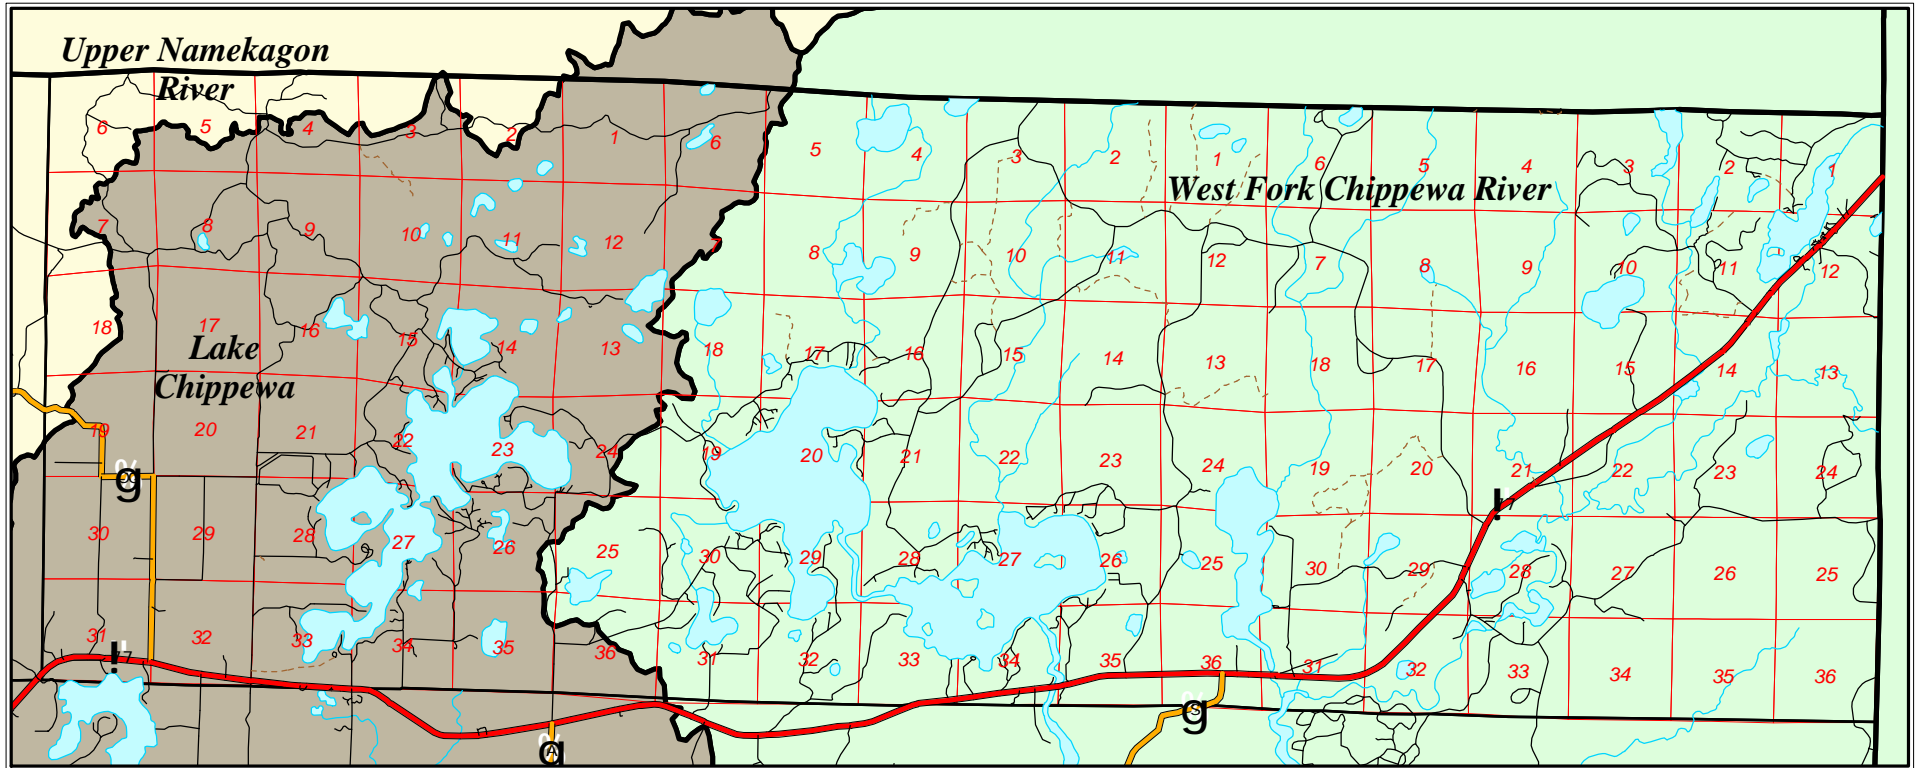 Upper Namekagon
River
6 5 4 3 2 1 6 5 4 3 2 1 6 5 4 3 2 1
West Fork Chippewa River
7 8 9 10 11 12 7 8 9 10 11 12 7 8 9 10 11 12
18 17 16 15 14 13 18 17 16 15 14 13 18 17 16 15 14 13
Lake
Chippewa
19 20 21 22 23 24 19 20 21 22 23 24 19 20 21 22 23 24
g
! 77
30 29 28 27 26 25 30 29 28 27 26 25 30 29 28 27 26 25
31 32 33 34 35 36 31 32 33 34 35 36 31 32 33 34 35 36
! 77
g S
g A